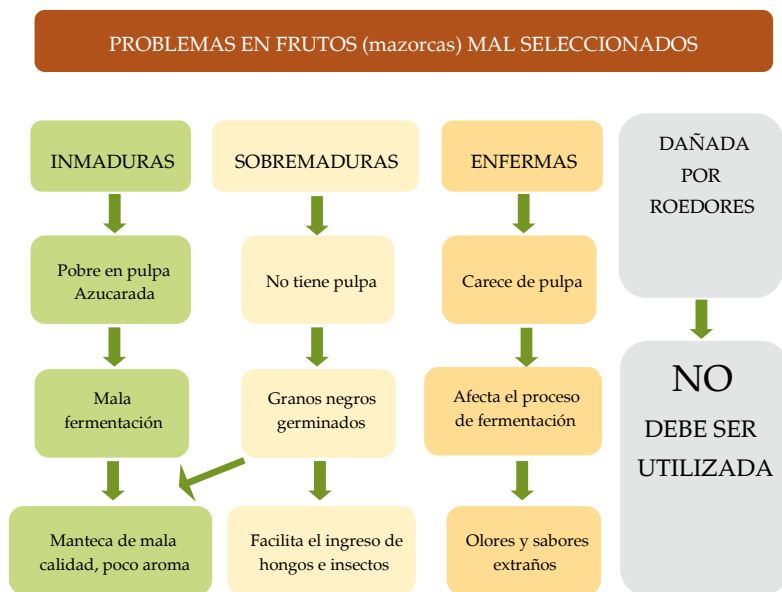 PROBLEMAS EN FRUTOS (mazorcas) MAL SELECCIONADOS
INMADURAS
Pobre en pulpa
Azucarada
Mala
fermentación
Manteca de mala
calidad, poco aroma
SOBREMADURAS
No tiene pulpa
Granos negros
germinados
Facilita el ingreso de
hongos e insectos
ENFERMAS
Carece de pulpa
Afecta el proceso
de fermentación
Olores y sabores
extraños
DAÑADA
POR
ROEDORES
NO
DEBE SER
UTILIZADA